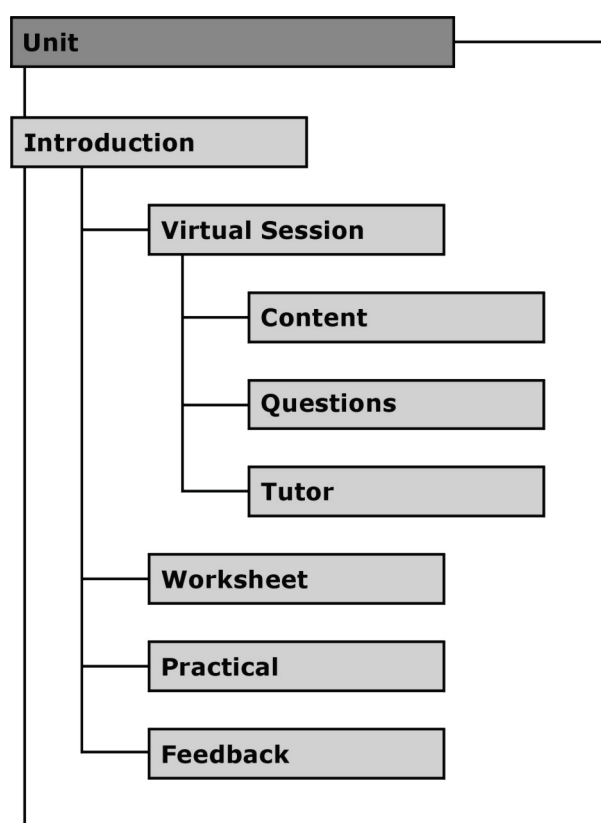 Unit
Introduction
Virtual Session
Content
Questions
Tutor
Worksheet
Practical
Feedback